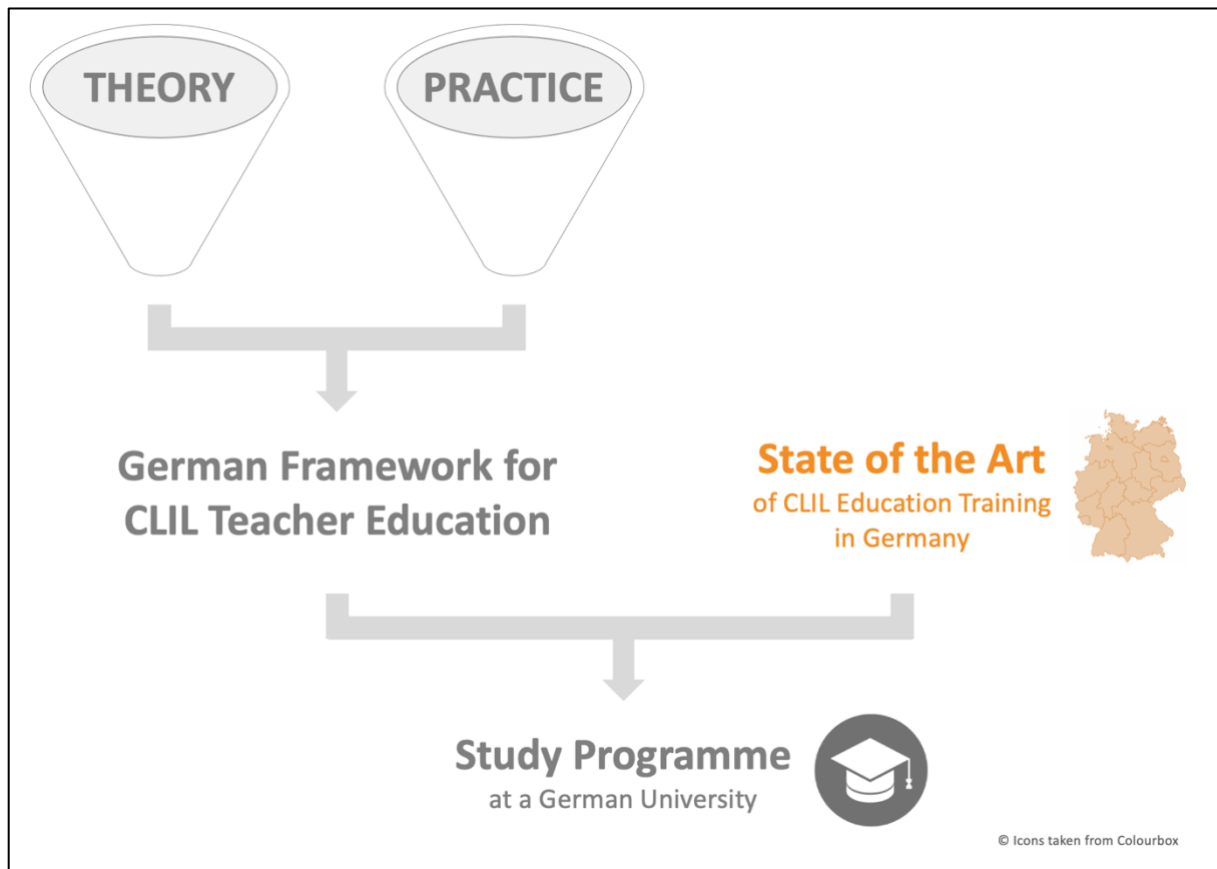 THEORY
PRACTICE
German Framework for
CLIL Teacher Education
State of the Art
of CLIL Education Training
in Germany
Study Programme
at a German University
© Icons taken from Colourbox